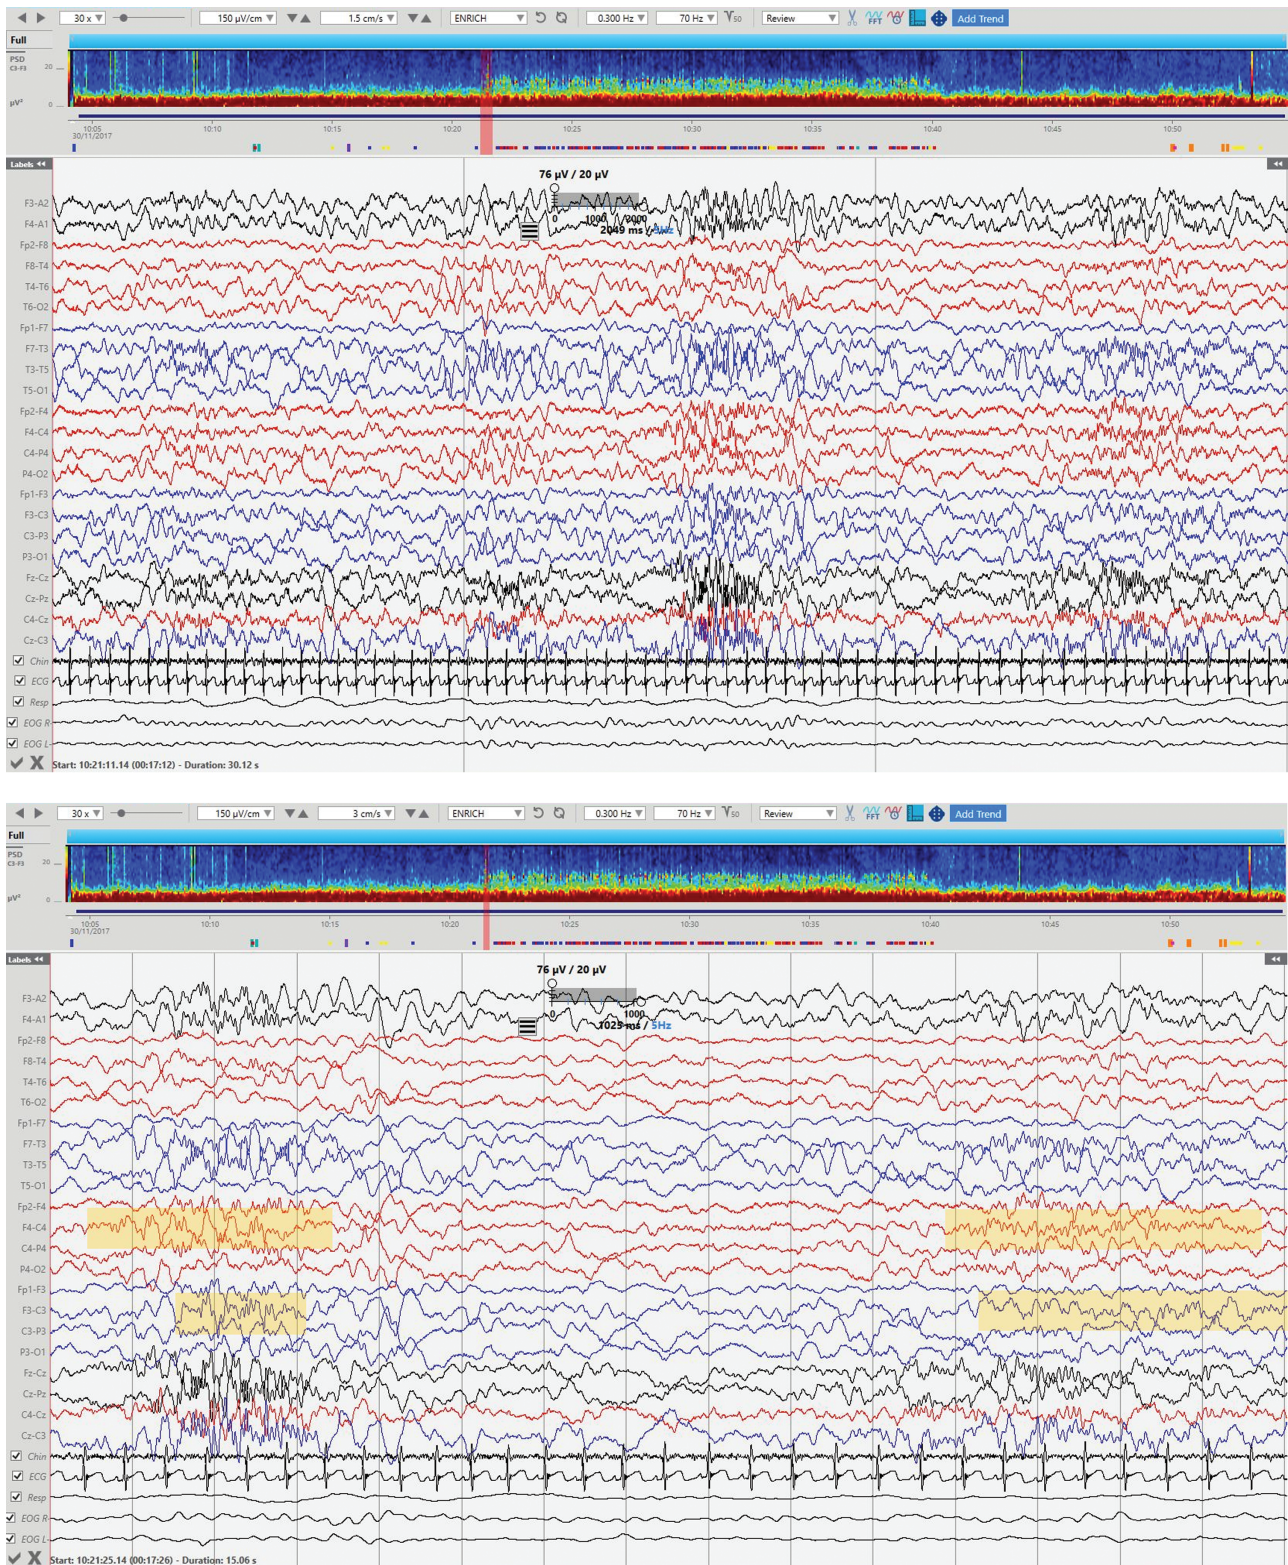 30 x 150 µV/cm 1.5 cm/s ENRICH 0.300 Hz 70 Hz 50 Review FFT Add Trend
Full
PSD
C3-F3
20
µV²
0
10:05 10:10 10:15 10:20 10:25 10:30 10:35 10:40 10:45 10:50
30/11/2017
Labels
76 µV / 20 µV
F3-A2
0 1000 2000
F4-A1
2049 ms / 5Hz
Fp2-F8
F8-T4
T4-T6
T6-O2
Fp1-F7
F7-T3
T3-T5
T5-O1
Fp2-F4
F4-C4
C4-P4
P4-O2
Fp1-F3
F3-C3
C3-P3
P3-O1
Fz-Cz
Cz-Pz
C4-Cz
Cz-C3
Chin
ECG
Resp
EOG R
EOG L
Start: 10:21:11.14 (00:17:12) - Duration: 30.12 s
30 x 150 µV/cm 3 cm/s ENRICH 0.300 Hz 70 Hz 50 Review FFT Add Trend
Full
PSD
C3-F3
20
µV²
0
10:05 10:10 10:15 10:20 10:25 10:30 10:35 10:40 10:45 10:50
30/11/2017
Labels
76 µV / 20 µV
F3-A2
0 1000
F4-A1
1025 ms / 5Hz
Fp2-F8
F8-T4
T4-T6
T6-O2
Fp1-F7
F7-T3
T3-T5
T5-O1
Fp2-F4
F4-C4
C4-P4
P4-O2
Fp1-F3
F3-C3
C3-P3
P3-O1
Fz-Cz
Cz-Pz
C4-Cz
Cz-C3
Chin
ECG
Resp
EOG R
EOG L
Start: 10:21:25.14 (00:17:26) - Duration: 15.06 s